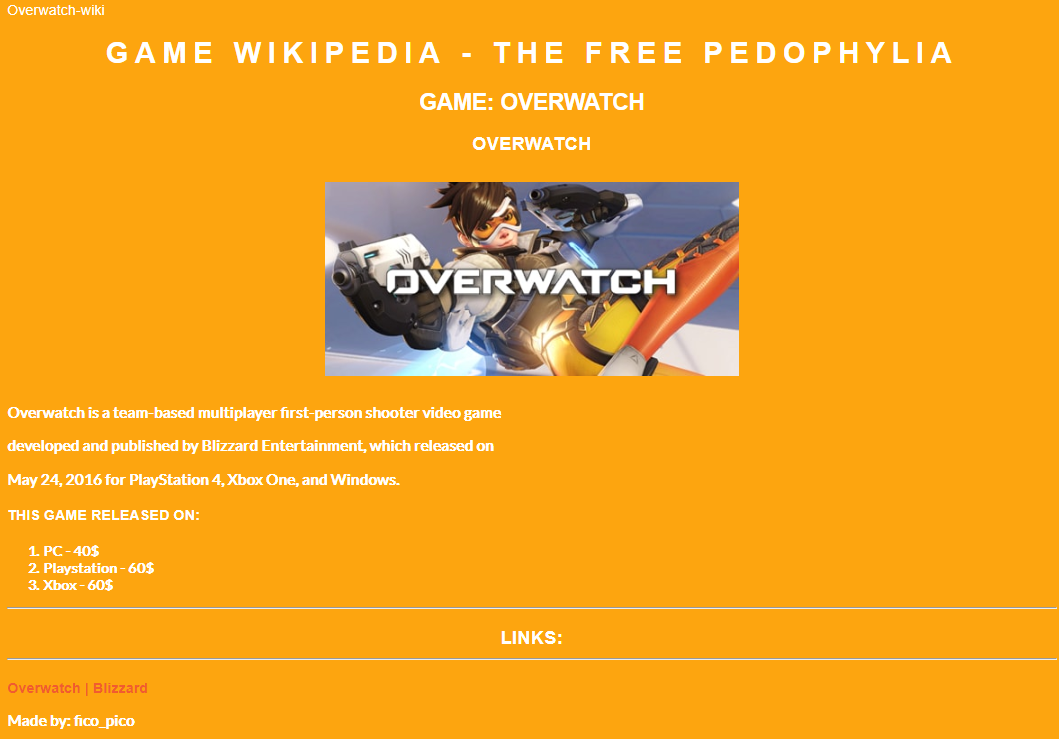 Overwatch-wiki
GAME WIKIPEDIA - THE FREE PEDOPHYLIA
GAME: OVERWATCH
OVERWATCH
OVERWATCH
Overwatch is a team-based multiplayer first-person shooter video game
developed and published by Blizzard Entertainment, which released on
May 24, 2016 for PlayStation 4, Xbox One, and Windows.
THIS GAME RELEASED ON:
1. PC - 40$
2. Playstation - 60$
3. Xbox - 60$
LINKS:
Overwatch | Blizzard
Made by: fico_pico